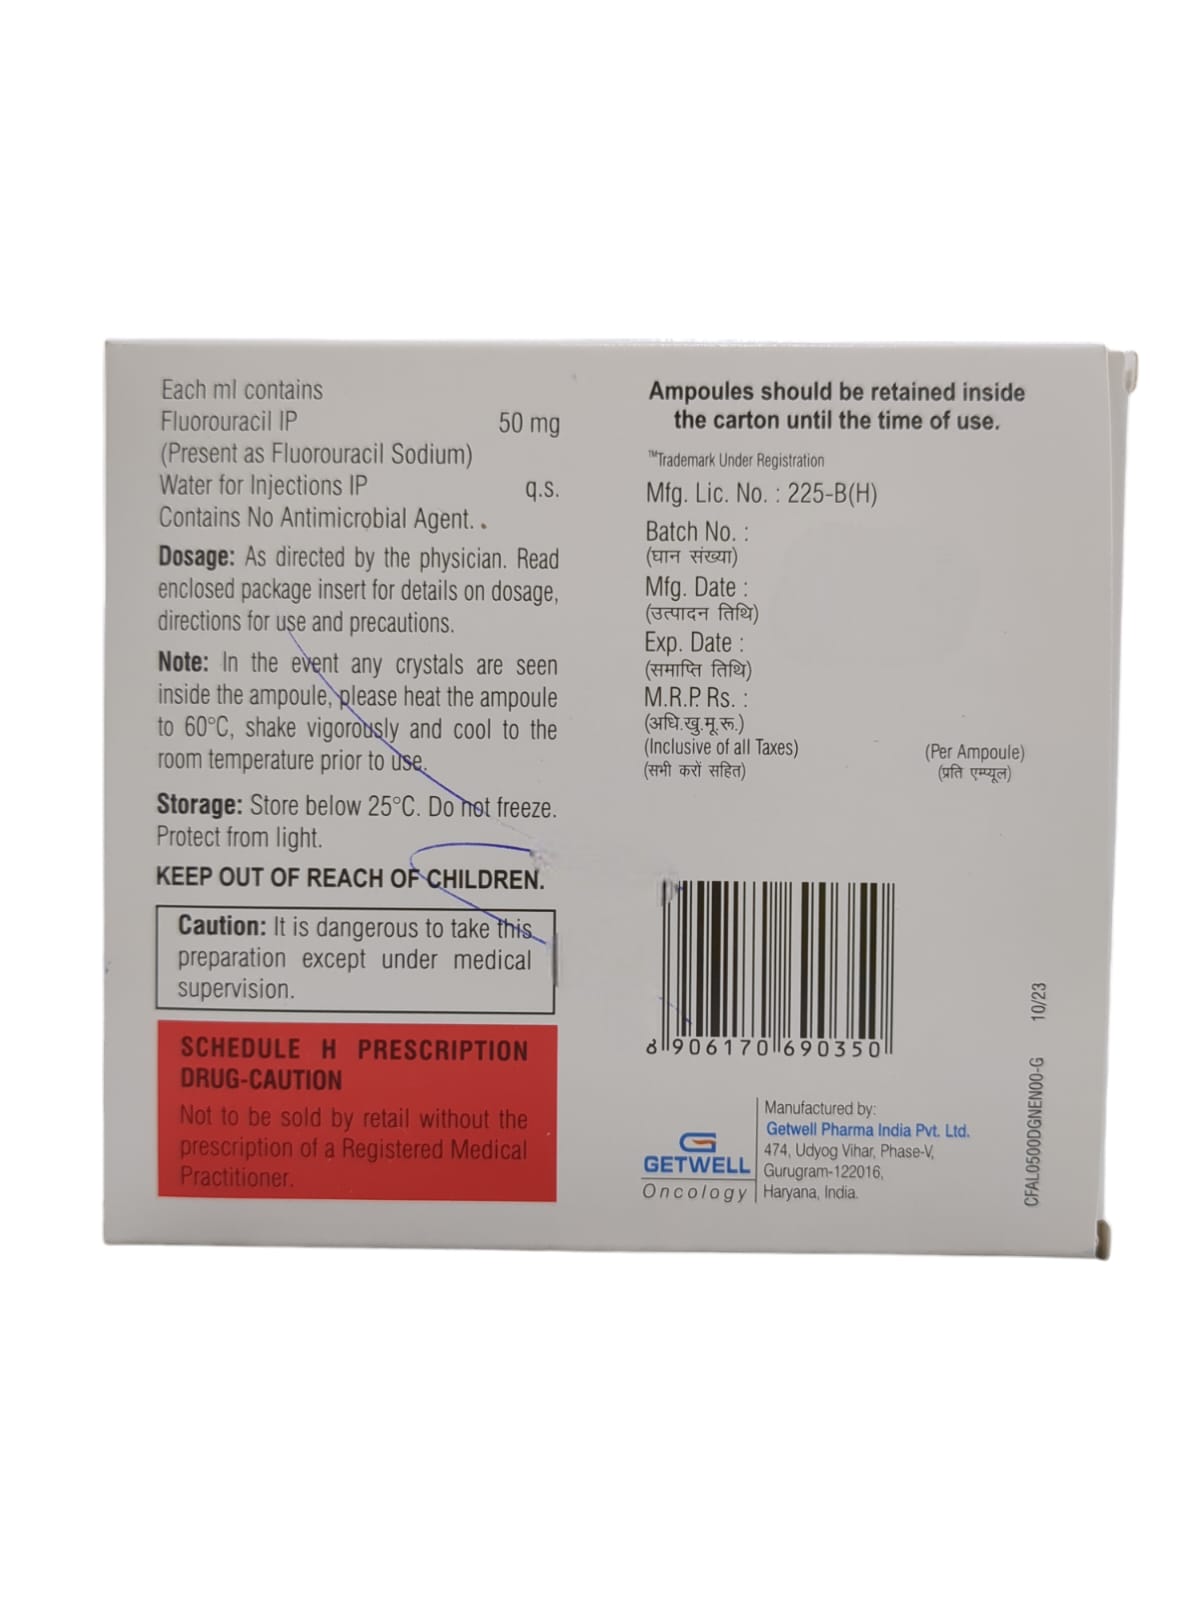 Each ml contains
Fluorouracil IP 50 mg
(Present as Fluorouracil Sodium)
Water for Injections IP q.s.
Contains No Antimicrobial Agent.
Dosage: As directed by the physician. Read
enclosed package insert for details on dosage,
directions for use and precautions.
Note: In the event any crystals are seen
inside the ampoule, please heat the ampoule
to 60°C, shake vigorously and cool to the
room temperature prior to use.
Storage: Store below 25°C. Do not freeze.
Protect from light.
KEEP OUT OF REACH OF CHILDREN.
Caution: It is dangerous to take this
preparation except under medical
supervision.
SCHEDULE H PRESCRIPTION
DRUG-CAUTION
Not to be sold by retail without the
prescription of a Registered Medical
Practitioner.
Ampoules should be retained inside
the carton until the time of use.
™Trademark Under Registration
Mfg. Lic. No. : 225-B(H)
Batch No. :
(घान संख्या)
Mfg. Date :
(उत्पादन तिथि)
Exp. Date :
(समाप्ति तिथि)
M.R.P. Rs. :
(अधि.खु.मू.रू.)
(Inclusive of all Taxes) (Per Ampoule)
(सभी करों सहित) (प्रति एम्प्यूल)
8 906170 690350
GETWELL
Oncology
Manufactured by:
Getwell Pharma India Pvt. Ltd.
474, Udyog Vihar, Phase-V,
Gurugram-122016,
Haryana, India.
CFAL0500DGNEN00-G 10/23